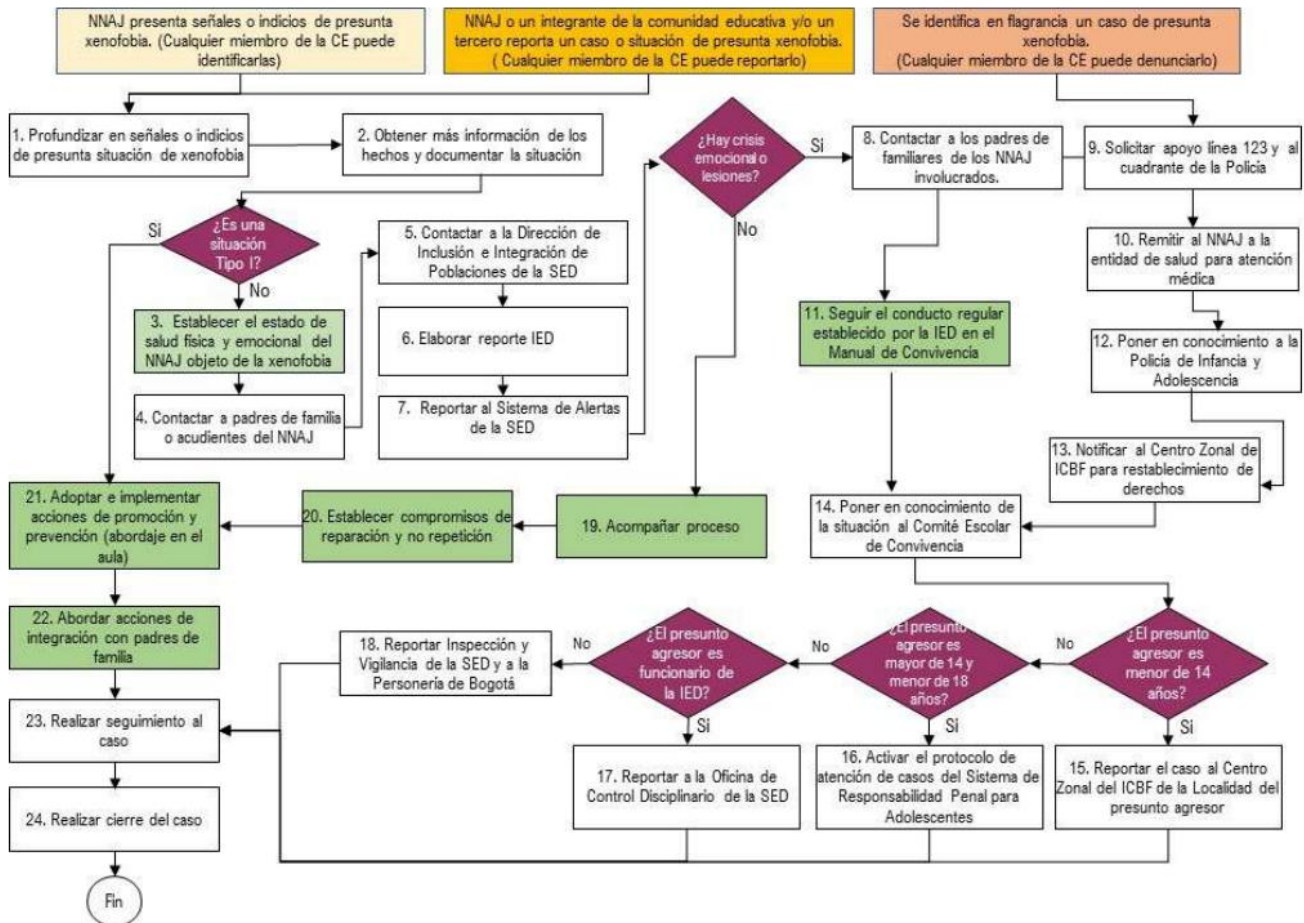 NNAJ presenta señales o indicios de presunta
xenofobia. (Cualquier miembro de la CE puede
identificarlas)
NNAJ o un integrante de la comunidad educativa y/o un
tercero reporta un caso o situación de presunta xenofobia.
( Cualquier miembro de la CE puede reportarlo)
Se identifica en flagrancia un caso de presunta
xenofobia.
(Cualquier miembro de la CE puede denunciarlo)
1. Profundizar en señales o indicios
de presunta situación de xenofobia
2. Obtener más información de los
hechos y documentar la situación
¿Hay crisis
emocional o
lesiones?
Si
No
8. Contactar a los padres de
familiares de los NNAJ
involucrados.
9. Solicitar apoyo línea 123 y al
cuadrante de la Policía
¿Es una
situación
Tipo I?
Si
No
5. Contactar a la Dirección de
Inclusión e Integración de
Poblaciones de la SED
10. Remitir al NNAJ a la
entidad de salud para atención
médica
3. Establecer el estado de
salud física y emocional del
NNAJ objeto de la xenofobia
6. Elaborar reporte IED
11. Seguir el conducto regular
establecido por la IED en el
Manual de Convivencia
12. Poner en conocimiento a la
Policía de Infancia y
Adolescencia
4. Contactar a padres de familia
o acudientes del NNAJ
7. Reportar al Sistema de Alertas
de la SED
13. Notificar al Centro Zonal de
ICBF para restablecimiento de
derechos
21. Adoptar e implementar
acciones de promoción y
prevención (abordaje en el
aula)
20. Establecer compromisos de
reparación y no repetición
19. Acompañar proceso
14. Poner en conocimiento de
la situación al Comité Escolar
de Convivencia
22. Abordar acciones de
integración con padres de
familia
18. Reportar Inspección y
Vigilancia de la SED y a la
Personería de Bogotá
No
¿El presunto
agresor es
funcionario de
la IED?
Si
No
¿El presunto
agresor es
mayor de 14 y
menor de 18
años?
Si
No
¿El presunto
agresor es
menor de 14
años?
Si
23. Realizar seguimiento al
caso
17. Reportar a la Oficina de
Control Disciplinario de la SED
16. Activar el protocolo de
atención de casos del Sistema de
Responsabilidad Penal para
Adolescentes
15. Reportar el caso al Centro
Zonal del ICBF de la Localidad del
presunto agresor
24. Realizar cierre del caso
Fin